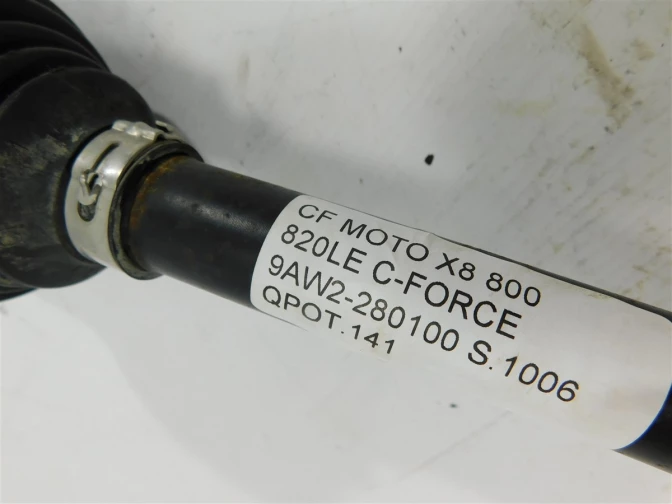 CF MOTO X8 800
820LE C-FORCE
9AW2-280100 S.1006
QPOT.141